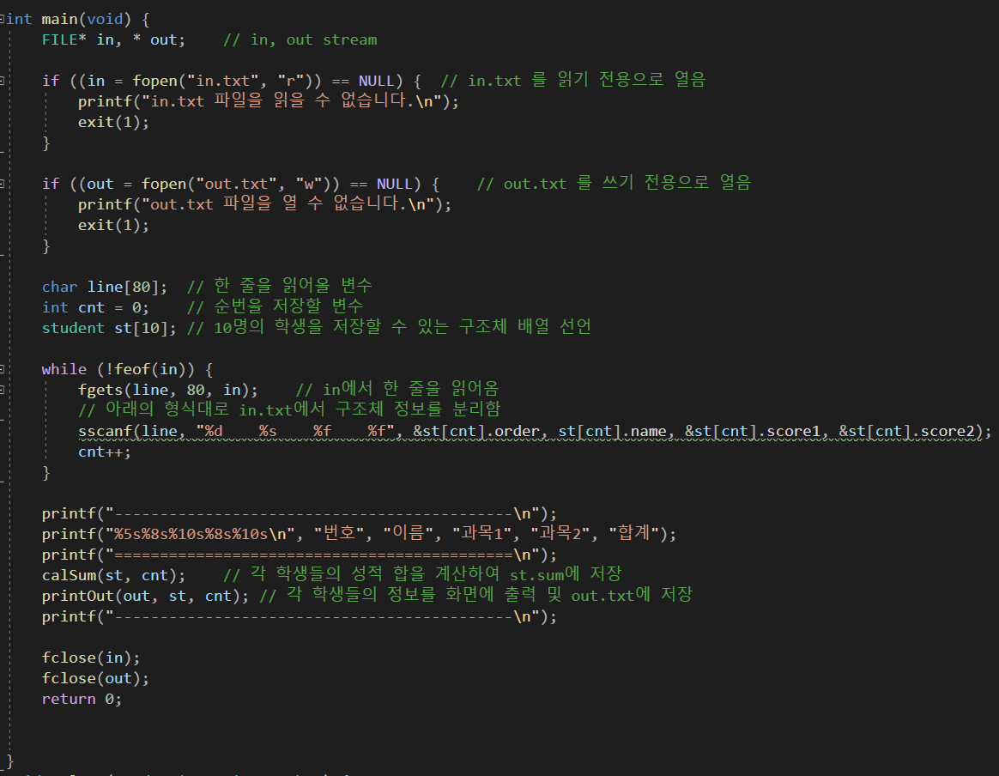 int main(void) {
FILE* in, * out;    // in, out stream
if ((in = fopen("in.txt", "r")) == NULL) {  // in.txt 를 읽기 전용으로 열음
printf("in.txt 파일을 읽을 수 없습니다.\n");
exit(1);
}
if ((out = fopen("out.txt", "w")) == NULL) {    // out.txt 를 쓰기 전용으로 열음
printf("out.txt 파일을 열 수 없습니다.\n");
exit(1);
}
char line[80];  // 한 줄을 읽어올 변수
int cnt = 0;    // 순번을 저장할 변수
student st[10]; // 10명의 학생을 저장할 수 있는 구조체 배열 선언
while (!feof(in)) {
fgets(line, 80, in);    // in에서 한 줄을 읽어옴
// 아래의 형식대로 in.txt에서 구조체 정보를 분리함
sscanf(line, "%d    %s    %f    %f", &st[cnt].order, st[cnt].name, &st[cnt].score1, &st[cnt].score2);
cnt++;
}
printf("--------------------------------------------\n");
printf("%5s%8s%10s%8s%10s\n", "번호", "이름", "과목1", "과목2", "합계");
printf("============================================\n");
calSum(st, cnt);    // 각 학생들의 성적 합을 계산하여 st.sum에 저장
printOut(out, st, cnt); // 각 학생들의 정보를 화면에 출력 및 out.txt에 저장
printf("--------------------------------------------\n");
fclose(in);
fclose(out);
return 0;
}